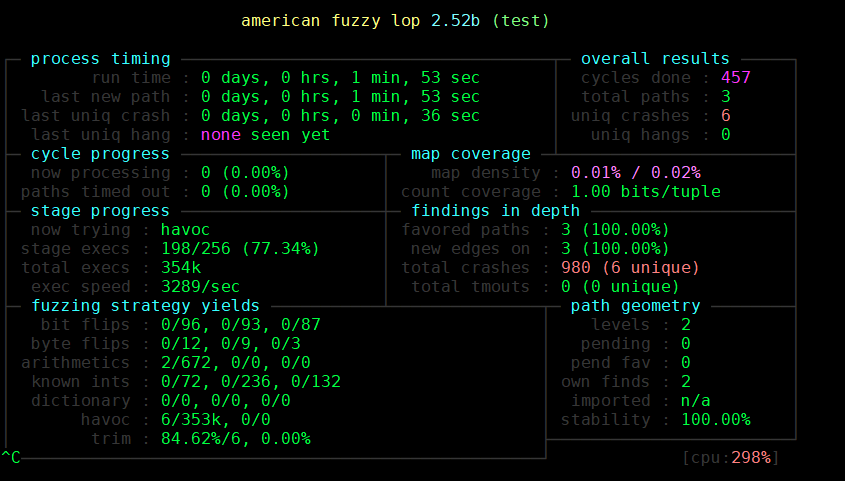 american fuzzy lop 2.52b (test)
process timing overall results
run time : 0 days, 0 hrs, 1 min, 53 sec cycles done : 457
last new path : 0 days, 0 hrs, 1 min, 53 sec total paths : 3
last uniq crash : 0 days, 0 hrs, 0 min, 36 sec uniq crashes : 6
last uniq hang : none seen yet uniq hangs : 0
cycle progress map coverage
now processing : 0 (0.00%) map density : 0.01% / 0.02%
paths timed out : 0 (0.00%) count coverage : 1.00 bits/tuple
stage progress findings in depth
now trying : havoc favored paths : 3 (100.00%)
stage execs : 198/256 (77.34%) new edges on : 3 (100.00%)
total execs : 354k total crashes : 980 (6 unique)
exec speed : 3289/sec total tmouts : 0 (0 unique)
fuzzing strategy yields path geometry
bit flips : 0/96, 0/93, 0/87 levels : 2
byte flips : 0/12, 0/9, 0/3 pending : 0
arithmetics : 2/672, 0/0, 0/0 pend fav : 0
known ints : 0/72, 0/236, 0/132 own finds : 2
dictionary : 0/0, 0/0, 0/0 imported : n/a
havoc : 6/353k, 0/0 stability : 100.00%
trim : 84.62%/6, 0.00%
^C [cpu:298%]